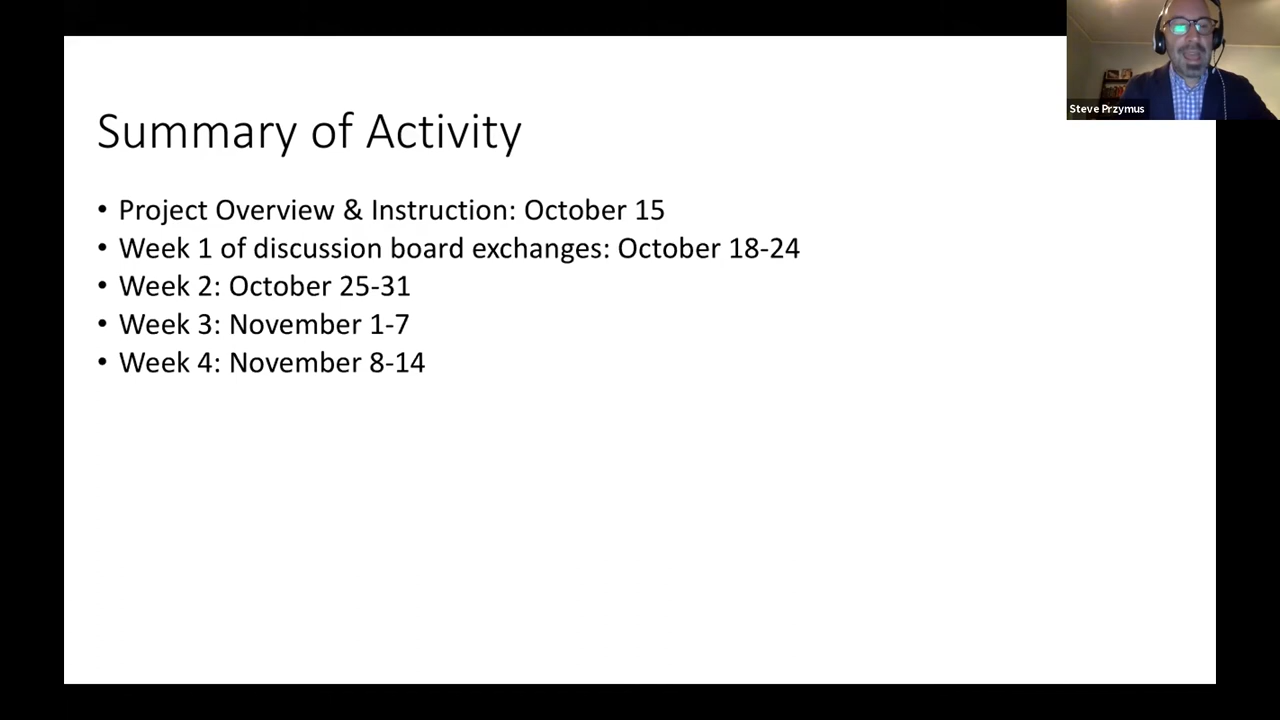 Summary of Activity
• Project Overview & Instruction: October 15
• Week 1 of discussion board exchanges: October 18-24
• Week 2: October 25-31
• Week 3: November 1-7
• Week 4: November 8-14
Steve Przymus